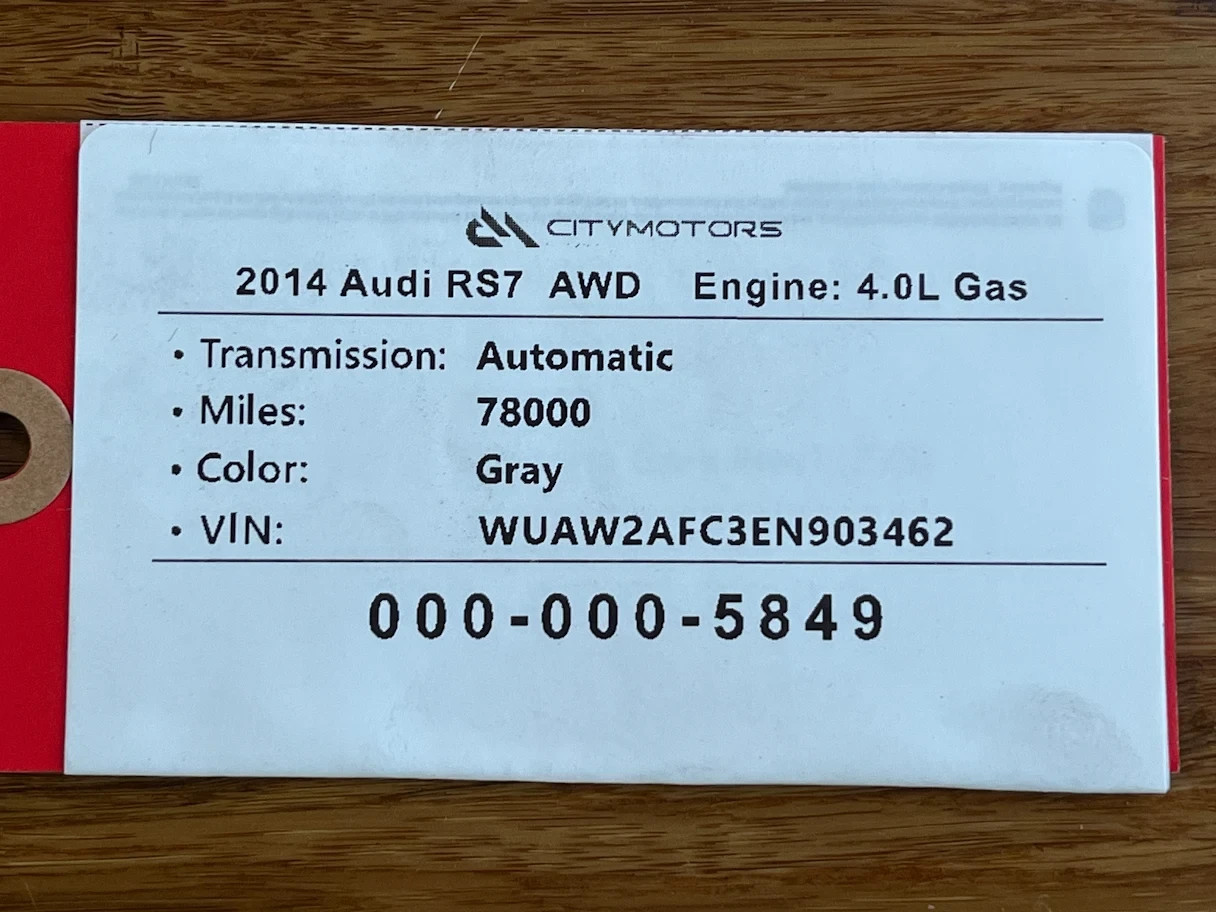 CITYMOTORS
2014 Audi RS7 AWD Engine: 4.0L Gas
• Transmission: Automatic
• Miles: 78000
• Color: Gray
• VIN: WUAW2AFC3EN903462
000-000-5849